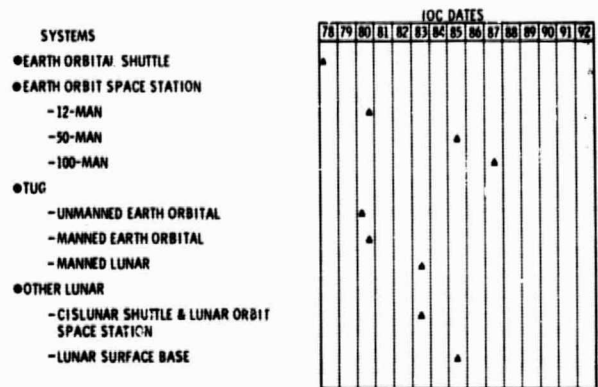 IOC DATES
78 79 80 81 82 83 84 85 86 87 88 89 90 91 92
SYSTEMS
●EARTH ORBITAL SHUTTLE
●EARTH ORBIT SPACE STATION
-12-MAN
-50-MAN
-100-MAN
●TUG
-UNMANNED EARTH ORBITAL
-MANNED EARTH ORBITAL
-MANNED LUNAR
●OTHER LUNAR
-CISLUNAR SHUTTLE & LUNAR ORBIT
SPACE STATION
-LUNAR SURFACE BASE